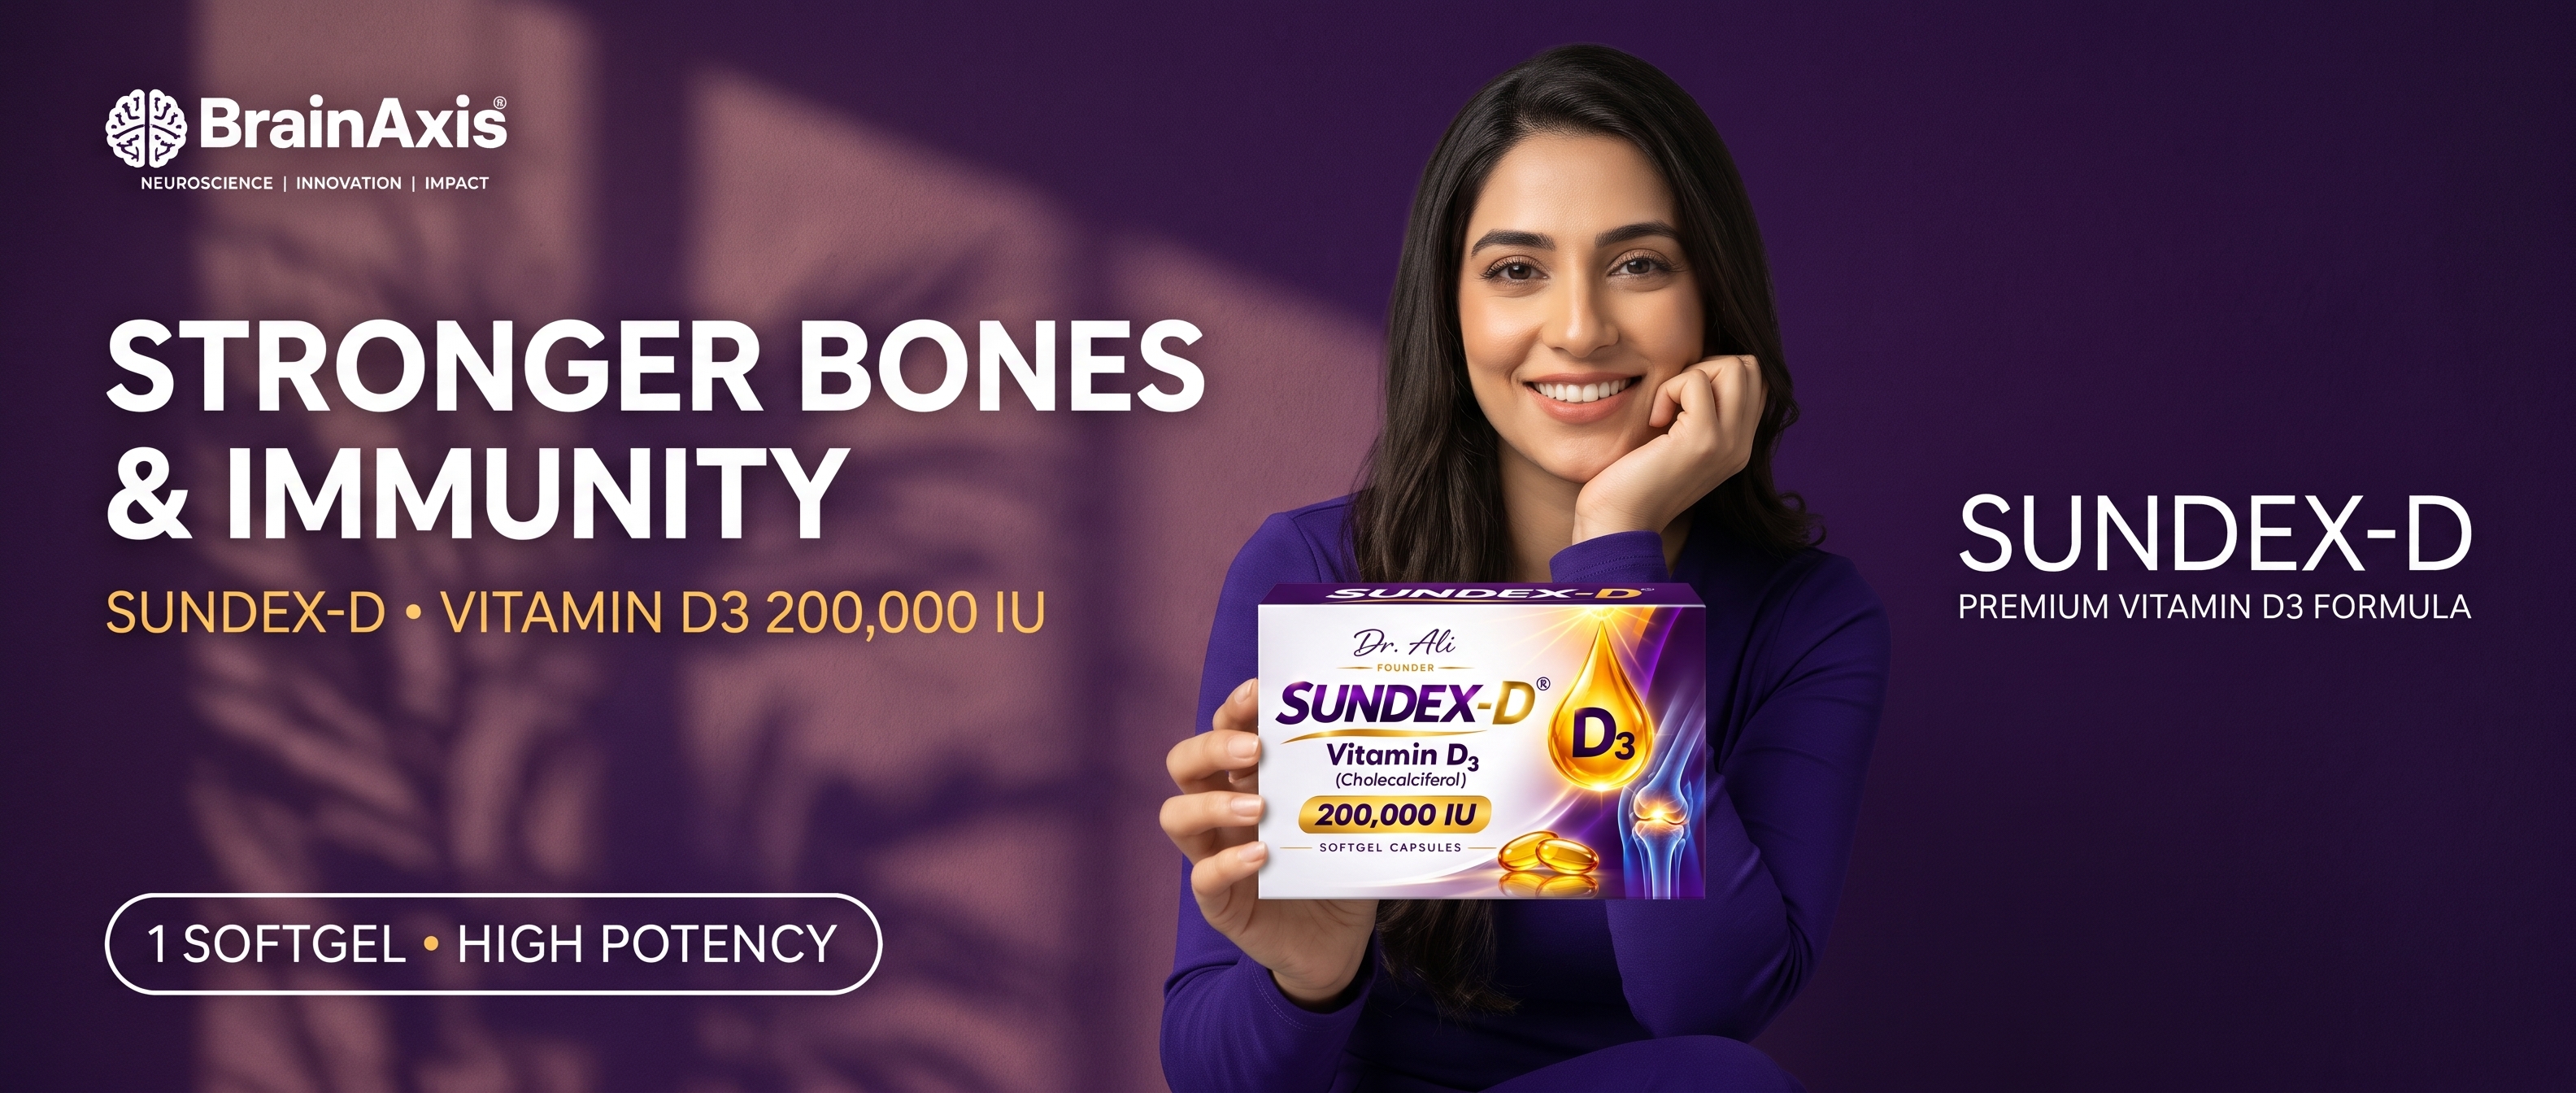 BrainAxis®
NEUROSCIENCE | INNOVATION | IMPACT
STRONGER BONES
& IMMUNITY
SUNDEX-D • VITAMIN D3 200,000 IU
1 SOFTGEL • HIGH POTENCY
SUNDEX-D®
Dr. Ali
FOUNDER
SUNDEX-D®
Vitamin D₃
(Cholecalciferol)
200,000 IU
SOFTGEL CAPSULES
D₃
SUNDEX-D
PREMIUM VITAMIN D3 FORMULA